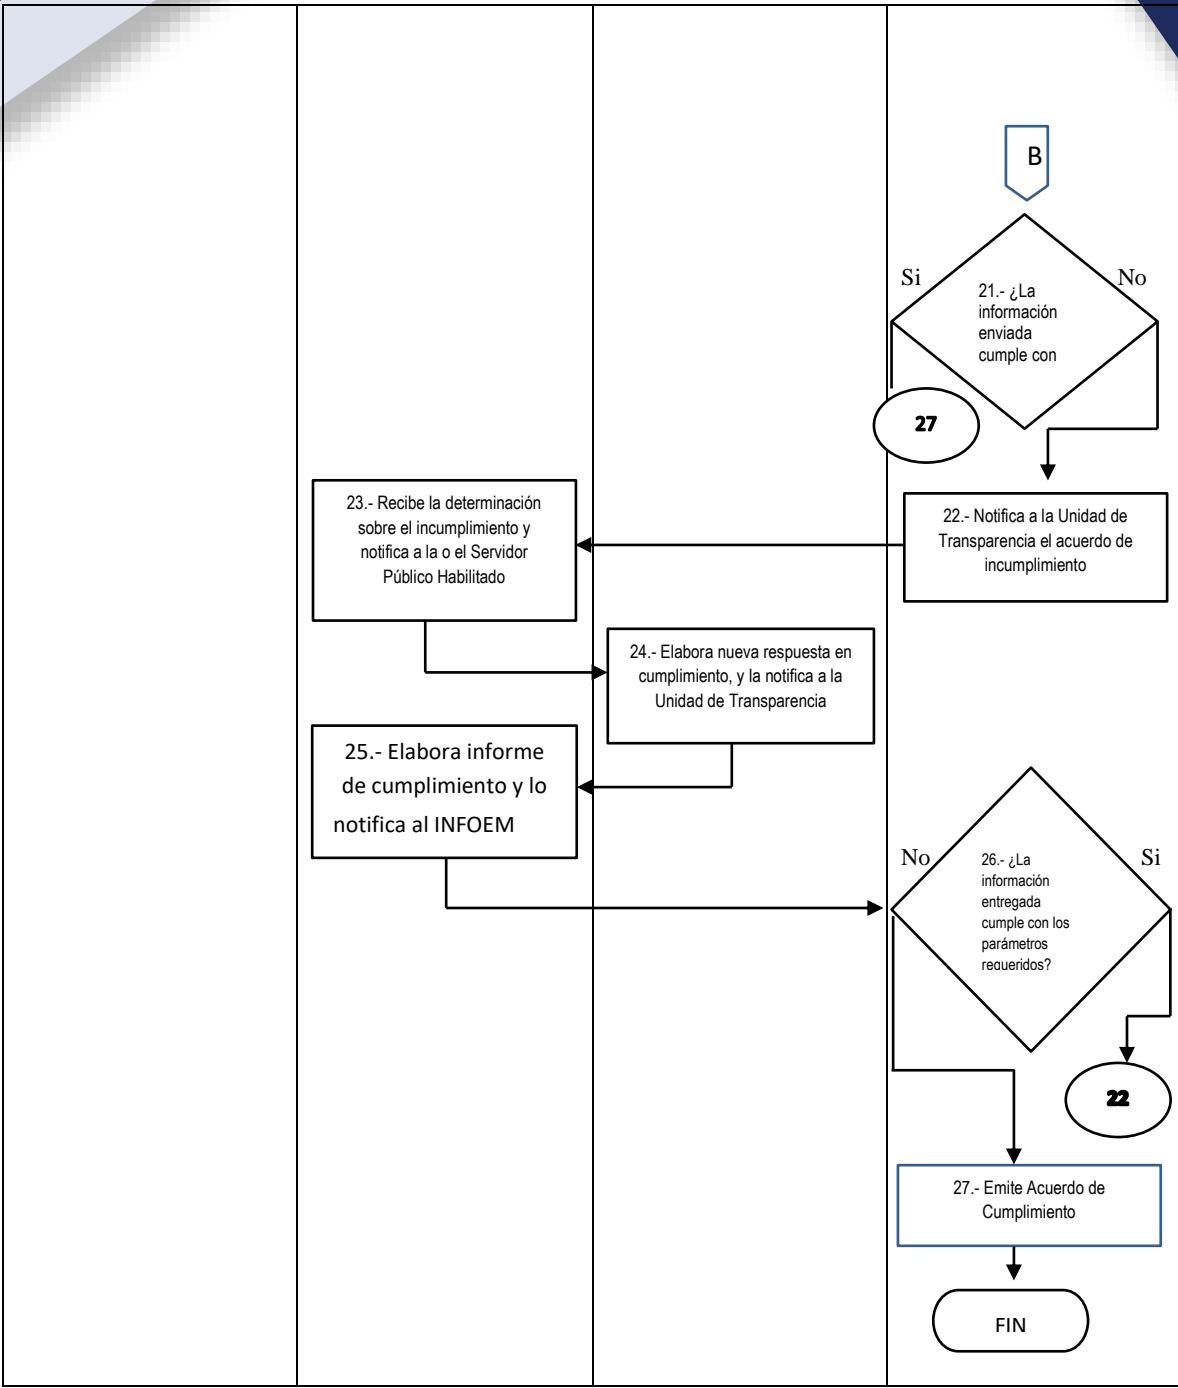 B
Si
No
21.- ¿La
información
enviada
cumple con
27
23.- Recibe la determinación
sobre el incumplimiento y
notifica a la o el Servidor
Público Habilitado
22.- Notifica a la Unidad de
Transparencia el acuerdo de
incumplimiento
24.- Elabora nueva respuesta en
cumplimiento, y la notifica a la
Unidad de Transparencia
25.- Elabora informe
de cumplimiento y lo
notifica al INFOEM
No
Si
26.- ¿La
información
entregada
cumple con los
parámetros
requeridos?
22
27.- Emite Acuerdo de
Cumplimiento
FIN